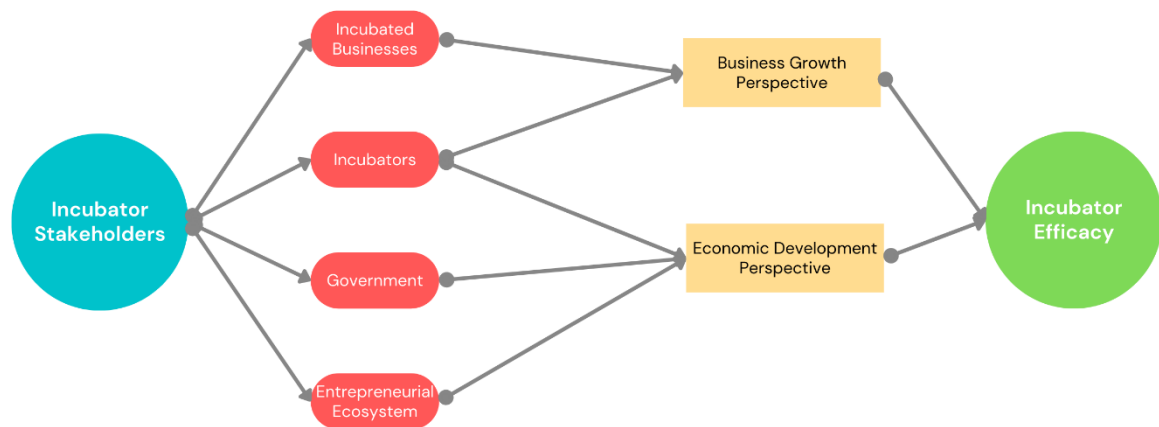 Incubator
Stakeholders
Incubated
Businesses
Incubators
Government
Entrepreneurial
Ecosystem
Business Growth
Perspective
Economic Development
Perspective
Incubator
Efficacy